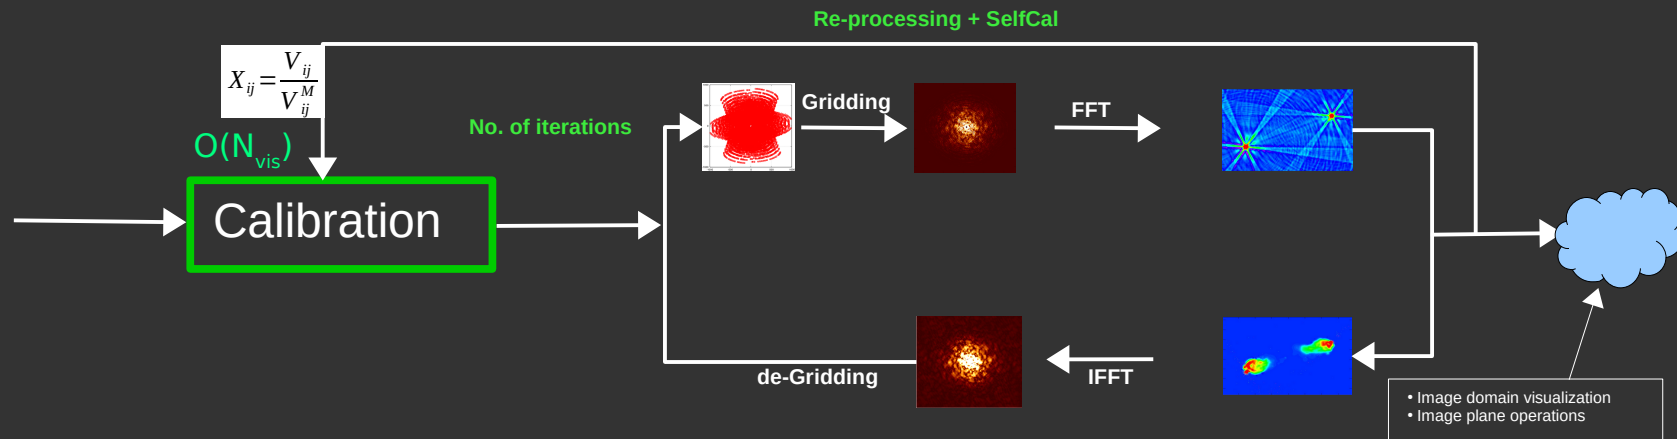 Re-processing + SelfCal
X_ij = V_ij / V_ij^M
O(N_vis)
No. of iterations
Gridding
FFT
Calibration
de-Gridding
IFFT
• Image domain visualization
• Image plane operations